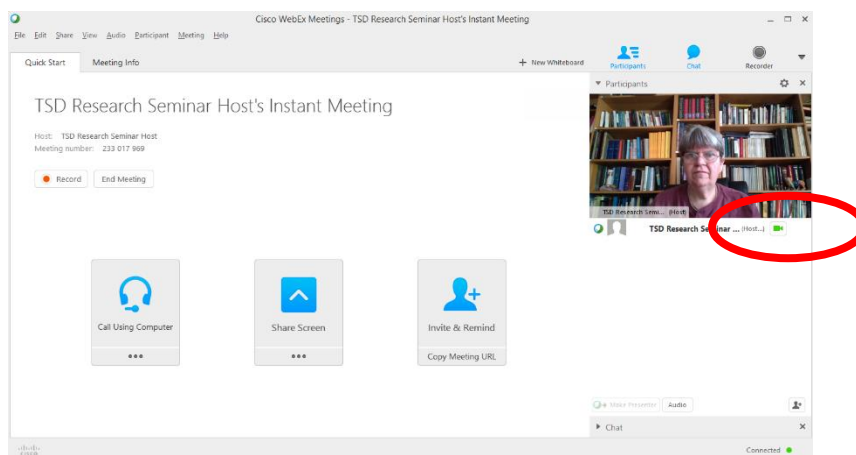 Cisco WebEx Meetings - TSD Research Seminar Host's Instant Meeting
File Edit Share View Audio Participant Meeting Help
Quick Start Meeting Info + New Whiteboard Participants Chat Recorder
Participants
TSD Research Seminar Host's Instant Meeting
Host: TSD Research Seminar Host
Meeting number: 233 017 969
Record End Meeting
TSD Research Semi... (Host)
TSD Research Seminar ... (Host...)
Call Using Computer Share Screen Invite & Remind
Copy Meeting URL
Make Presenter Audio
Chat
Connected